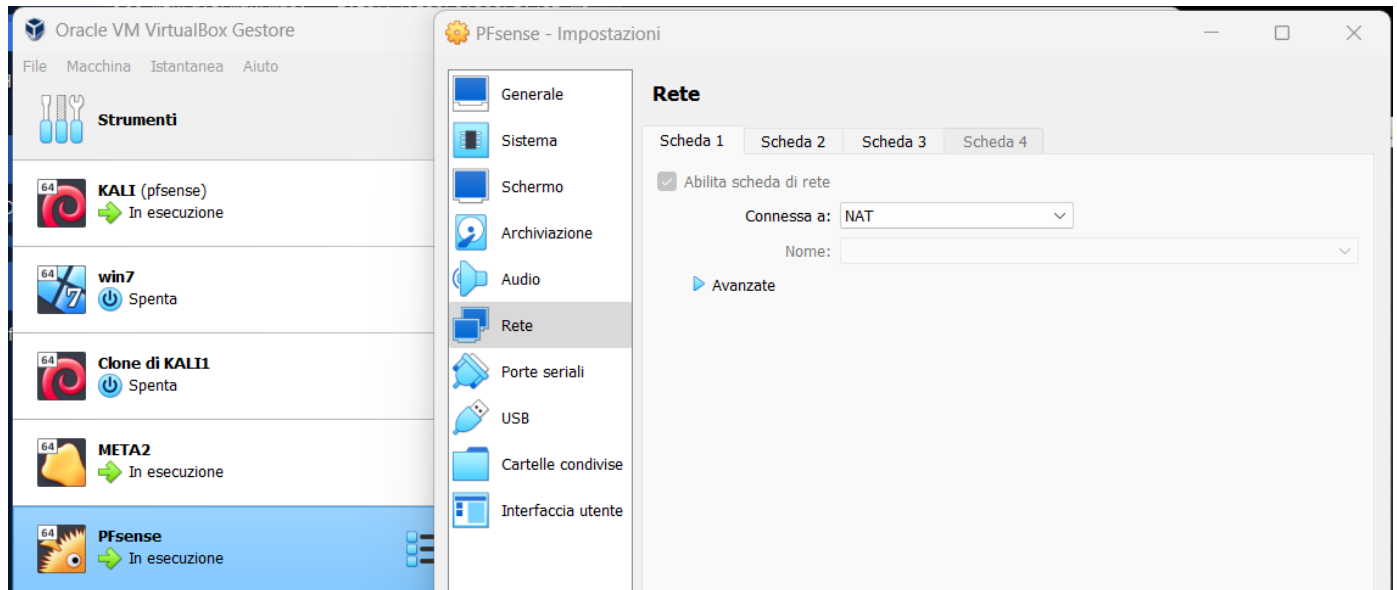 Oracle VM VirtualBox Gestore
File Macchina Istantanea Aiuto
Strumenti
64
KALI (pfsense)
In esecuzione
64
win7
Spenta
64
Clone di KALI1
Spenta
64
META2
In esecuzione
64
PFsense
In esecuzione
PFsense - Impostazioni
Generale
Sistema
Schermo
Archiviazione
Audio
Rete
Porte seriali
USB
Cartelle condivise
Interfaccia utente
Rete
Scheda 1 Scheda 2 Scheda 3 Scheda 4
Abilita scheda di rete
Connessa a: NAT
Nome:
Avanzate